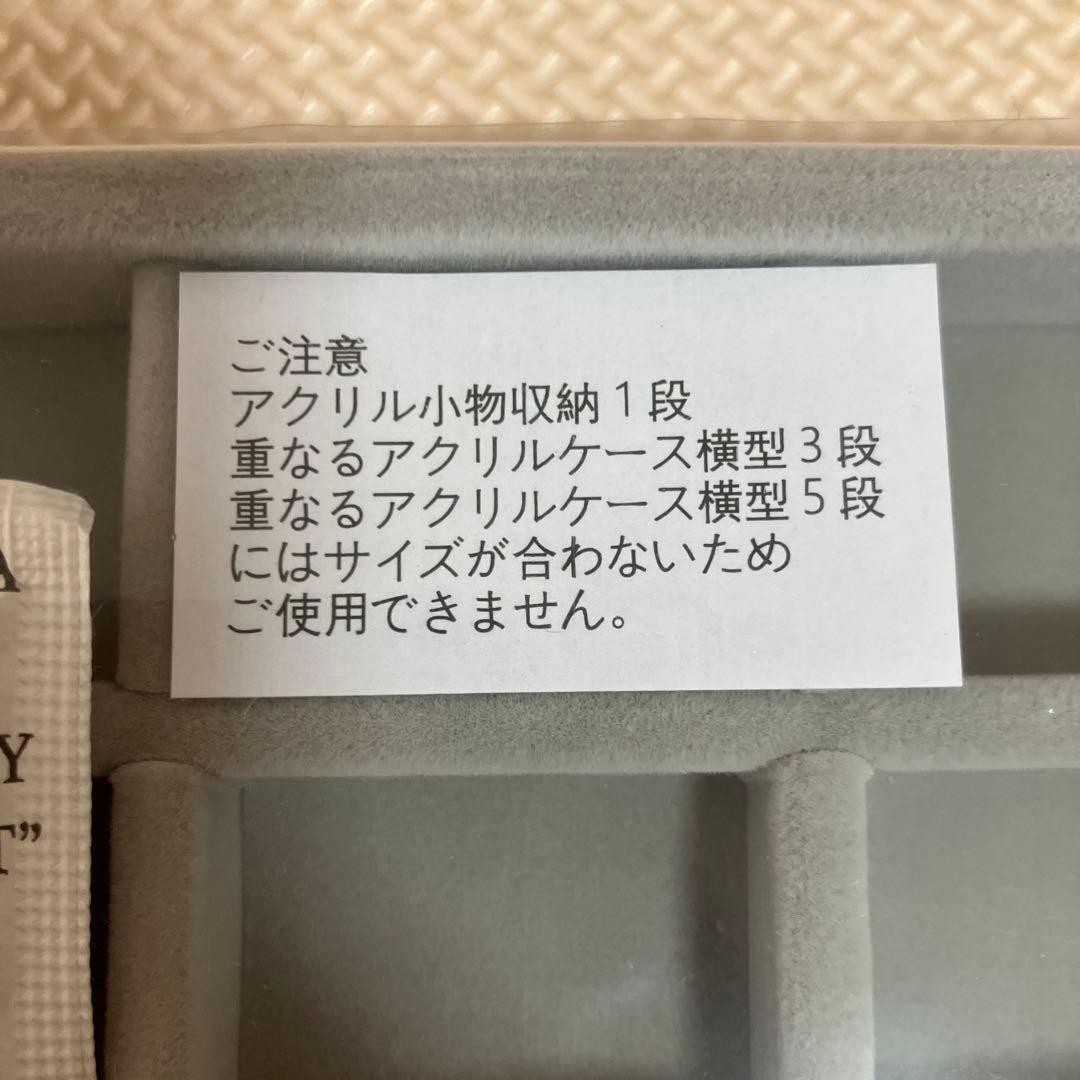 ご注意
アクリル小物収納1段
重なるアクリルケース横型3段
重なるアクリルケース横型5段
にはサイズが合わないため
ご使用できません。
A
Y
T”